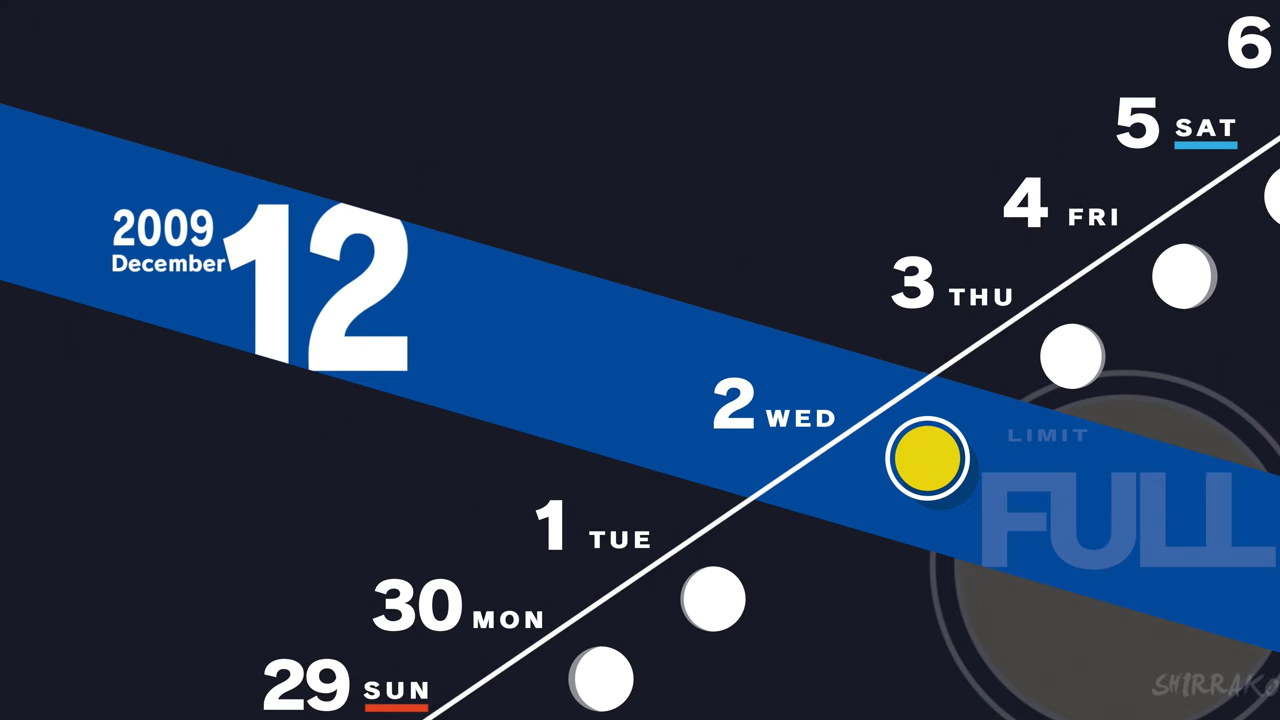 6
5 SAT
4 FRI
3 THU
2009
December
12
2 WED
LIMIT
FULL
1 TUE
30 MON
29 SUN
SHIRRAKO